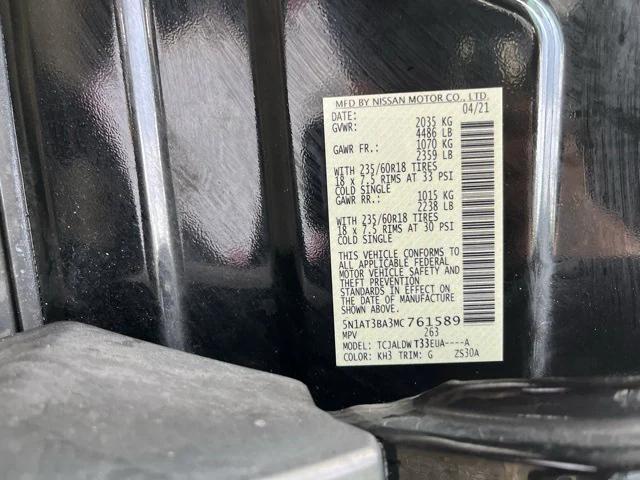 MFD BY NISSAN MOTOR CO., LTD.
DATE: 04/21
GVWR: 2035 KG
4486 LB
GAWR FR.: 1070 KG
2359 LB
WITH 235/60R18 TIRES
18 x 7.5 RIMS AT 33 PSI
COLD SINGLE
GAWR RR.: 1015 KG
2238 LB
WITH 235/60R18 TIRES
18 x 7.5 RIMS AT 30 PSI
COLD SINGLE
THIS VEHICLE CONFORMS TO
ALL APPLICABLE FEDERAL
MOTOR VEHICLE SAFETY AND
THEFT PREVENTION
STANDARDS IN EFFECT ON
THE DATE OF MANUFACTURE
SHOWN ABOVE.
5N1AT3BA3MC761589
MPV 263
MODEL: TCJALDWT33EUA----A
COLOR: KH3 TRIM: G ZS30A